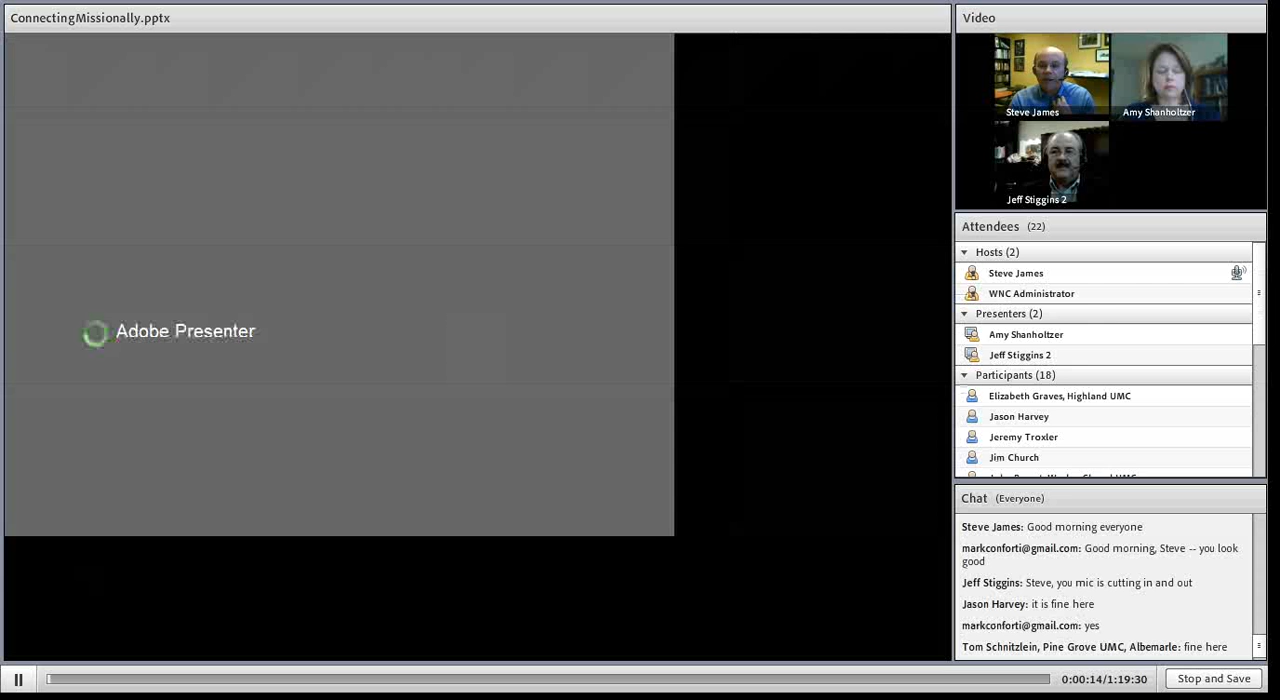 ConnectingMissionally.pptx
Adobe Presenter
Video
Steve James
Amy Shanholtzer
Jeff Stiggins 2
Attendees (22)
Hosts (2)
Steve James
WNC Administrator
Presenters (2)
Amy Shanholtzer
Jeff Stiggins 2
Participants (18)
Elizabeth Graves, Highland UMC
Jason Harvey
Jeremy Troxler
Jim Church
Chat (Everyone)
Steve James: Good morning everyone
markconforti@gmail.com: Good morning, Steve -- you look
good
Jeff Stiggins: Steve, you mic is cutting in and out
Jason Harvey: it is fine here
markconforti@gmail.com: yes
Tom Schnitzlein, Pine Grove UMC, Albemarle: fine here
0:00:14/1:19:30
Stop and Save